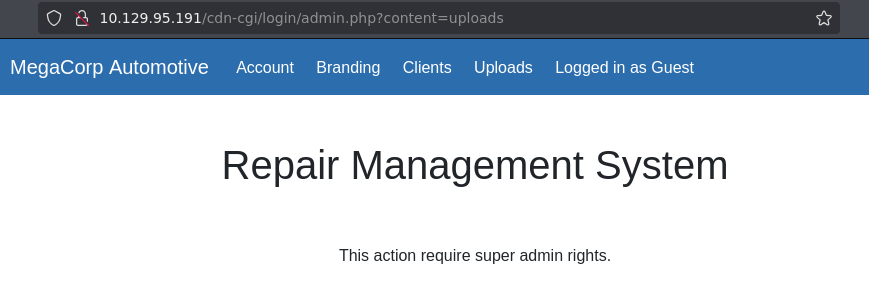 10.129.95.191/cdn-cgi/login/admin.php?content=uploads
MegaCorp Automotive Account Branding Clients Uploads Logged in as Guest
Repair Management System
This action require super admin rights.